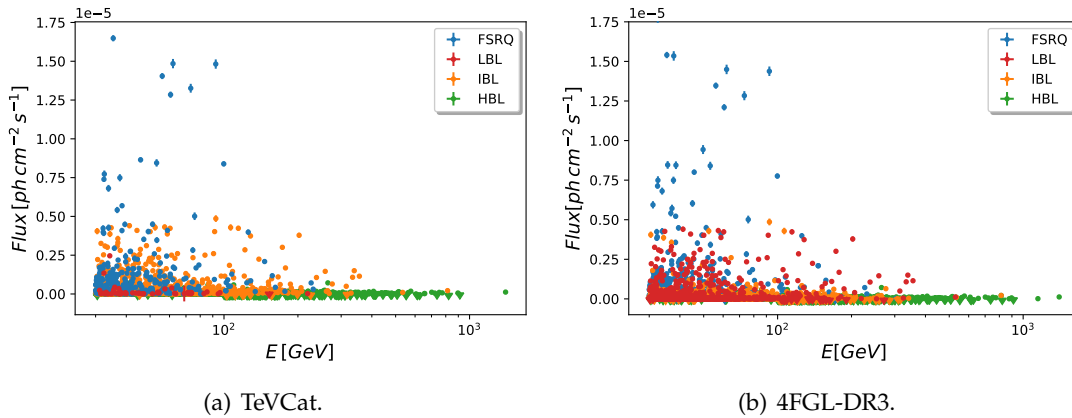 1e−5
1.75
1.50
1.25
1.00
0.75
0.50
0.25
0.00
Flux [ph cm−2 s−1]
FSRQ
LBL
IBL
HBL
10²
10³
E [GeV]
(a) TeVCat.
1e−5
1.75
1.50
1.25
1.00
0.75
0.50
0.25
0.00
Flux[ph cm−2 s−1]
FSRQ
LBL
IBL
HBL
10²
10³
E[GeV]
(b) 4FGL-DR3.